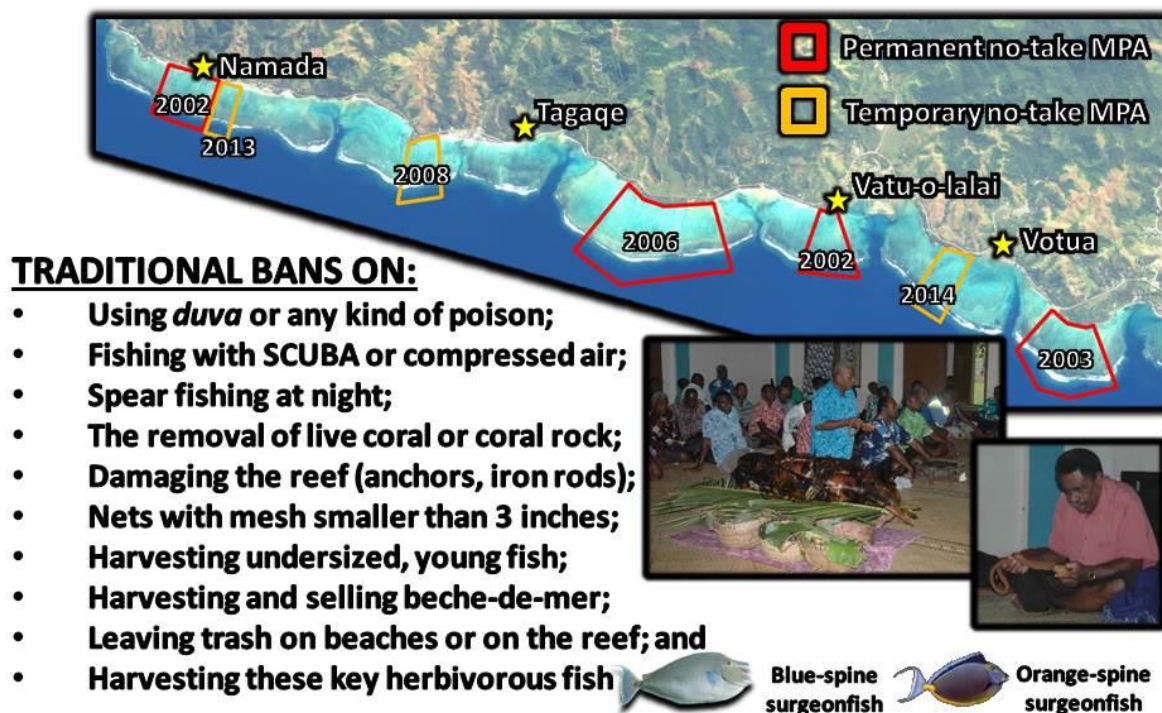 Permanent no-take MPA
Temporary no-take MPA
Namada
2002
2013
Tagaqe
2008
2006
Vatu-o-lalai
2002
Votua
2014
2003
TRADITIONAL BANS ON:
• Using duva or any kind of poison;
• Fishing with SCUBA or compressed air;
• Spear fishing at night;
• The removal of live coral or coral rock;
• Damaging the reef (anchors, iron rods);
• Nets with mesh smaller than 3 inches;
• Harvesting undersized, young fish;
• Harvesting and selling beche-de-mer;
• Leaving trash on beaches or on the reef; and
• Harvesting these key herbivorous fish
Blue-spine
surgeonfish
Orange-spine
surgeonfish